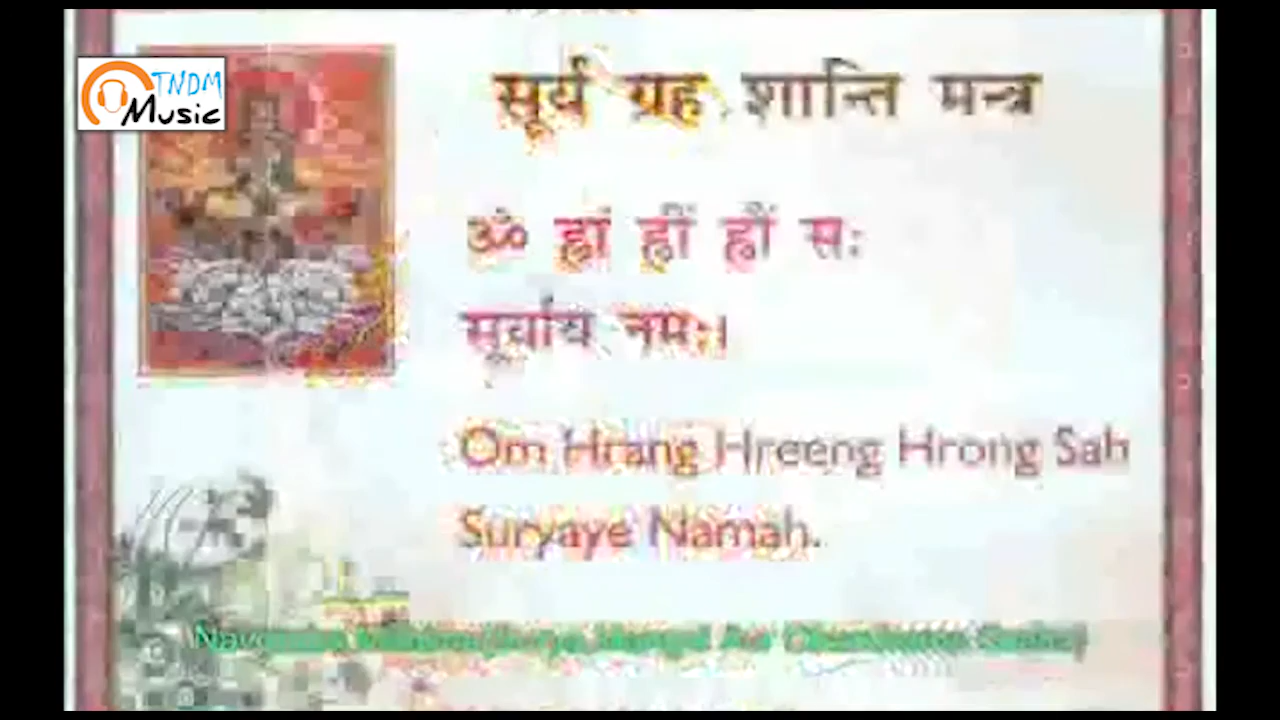 TNDM
Music
सूर्य ग्रह शान्ति मन्त्र
ॐ ह्रां ह्रीं ह्रौं सः
सूर्याय नमः।
Om Hrang Hreeng Hrong Sah
Suryaye Namah.